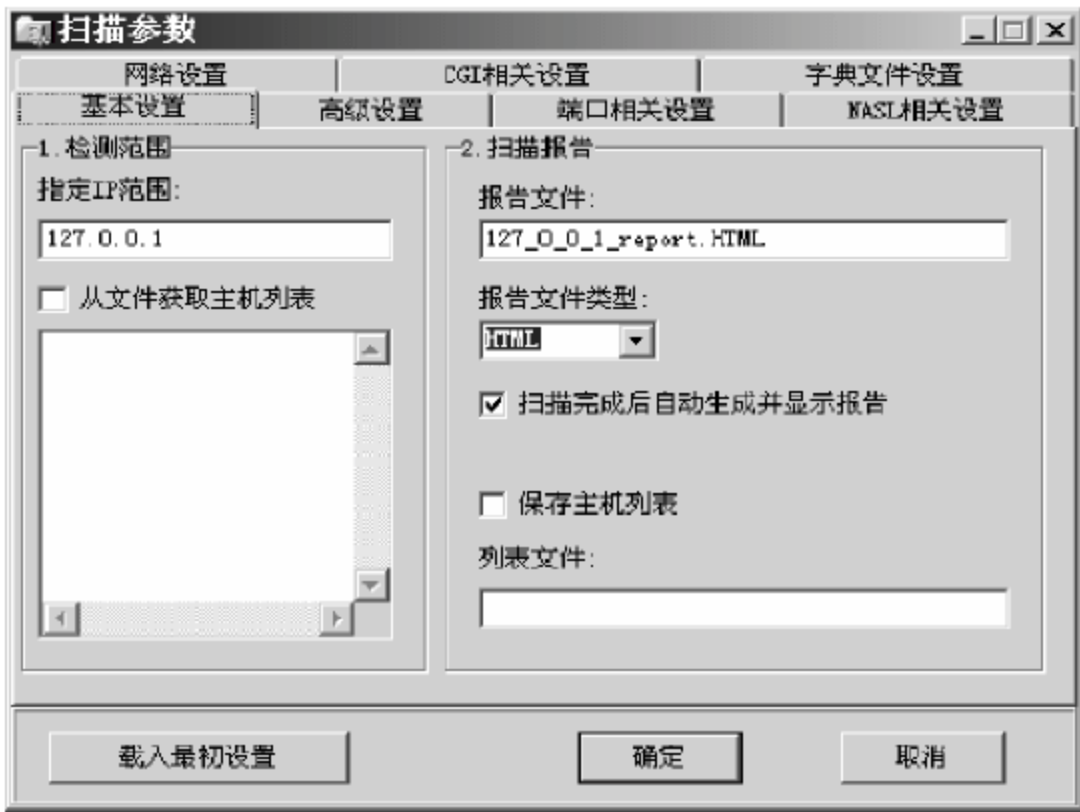 扫描参数
网络设置 CGI相关设置 字典文件设置
基本设置 高级设置 端口相关设置 NASL相关设置
1.检测范围
指定IP范围:
127.0.0.1
从文件获取主机列表
2.扫描报告
报告文件:
127_0_0_1_report.HTML
报告文件类型:
HTML
扫描完成后自动生成并显示报告
保存主机列表
列表文件:
载入最初设置 确定 取消